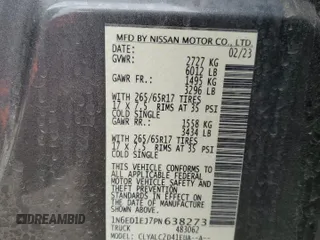 MFD BY NISSAN MOTOR CO., LTD.
DATE: 02/23
GVWR: 2727 KG
6012 LB
GAWR FR.: 1495 KG
3296 LB
WITH 265/65R17 TIRES
17 X 7.5 RIMS AT 35 PSI
COLD SINGLE
GAWR RR.: 1558 KG
3434 LB
WITH 265/65R17 TIRES
17 X 7.5 RIMS AT 35 PSI
COLD SINGLE
THIS VEHICLE CONFORMS TO
ALL APPLICABLE FEDERAL
MOTOR VEHICLE SAFETY
STANDARDS IN EFFECT ON THE
DATE OF MANUFACTURE SHOWN
ABOVE.
1N6ED1EJ7PN638273
TRUCK 483062
MODEL:
DREAMBID